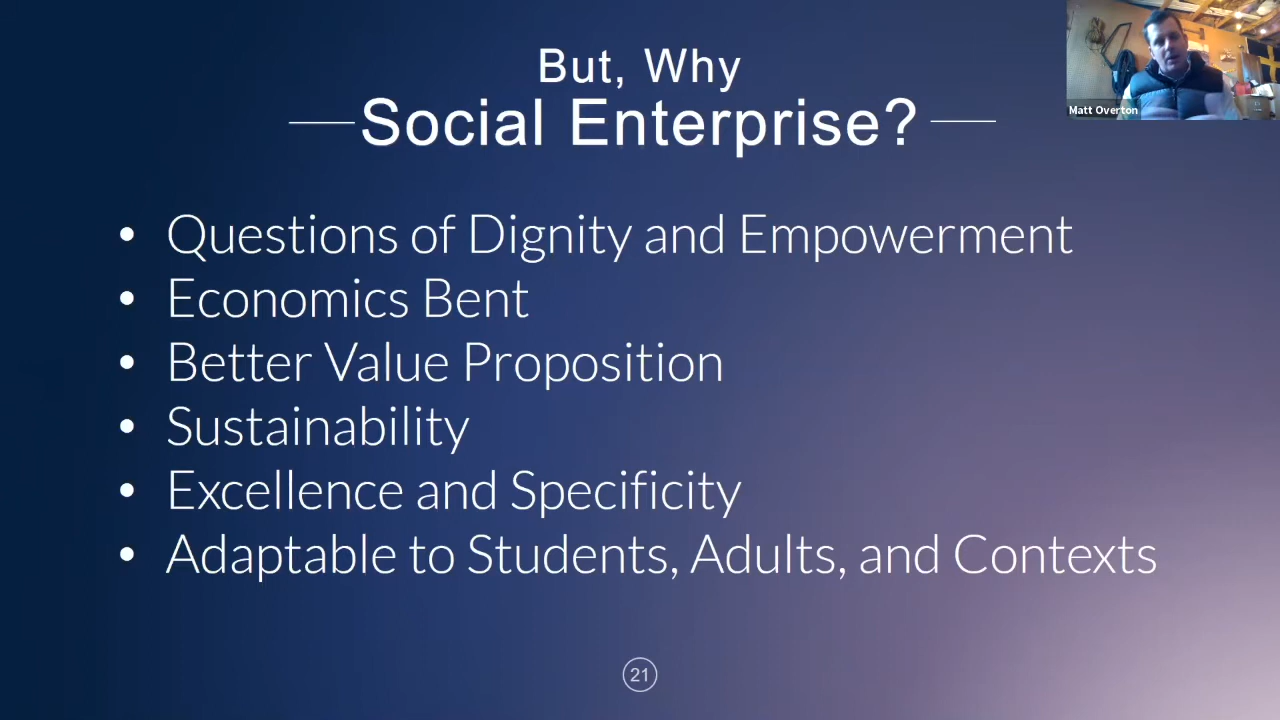 But, Why
Social Enterprise?
Matt Overton
• Questions of Dignity and Empowerment
• Economics Bent
• Better Value Proposition
• Sustainability
• Excellence and Specificity
• Adaptable to Students, Adults, and Contexts
21